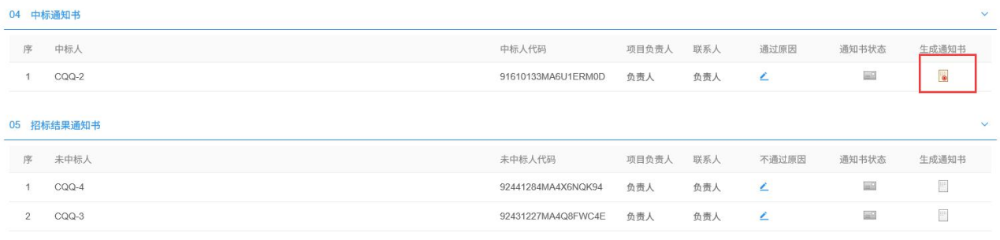 04 中标通知书
序 中标人 中标人代码 项目负责人 联系人 通过原因 通知书状态 生成通知书
1 CQQ-2 91610133MA6U1ERM0D 负责人 负责人
05 招标结果通知书
序 未中标人 未中标人代码 项目负责人 联系人 不通过原因 通知书状态 生成通知书
1 CQQ-4 92441284MA4X6NQK94 负责人 负责人
2 CQQ-3 92431227MA4Q8FWC4E 负责人 负责人